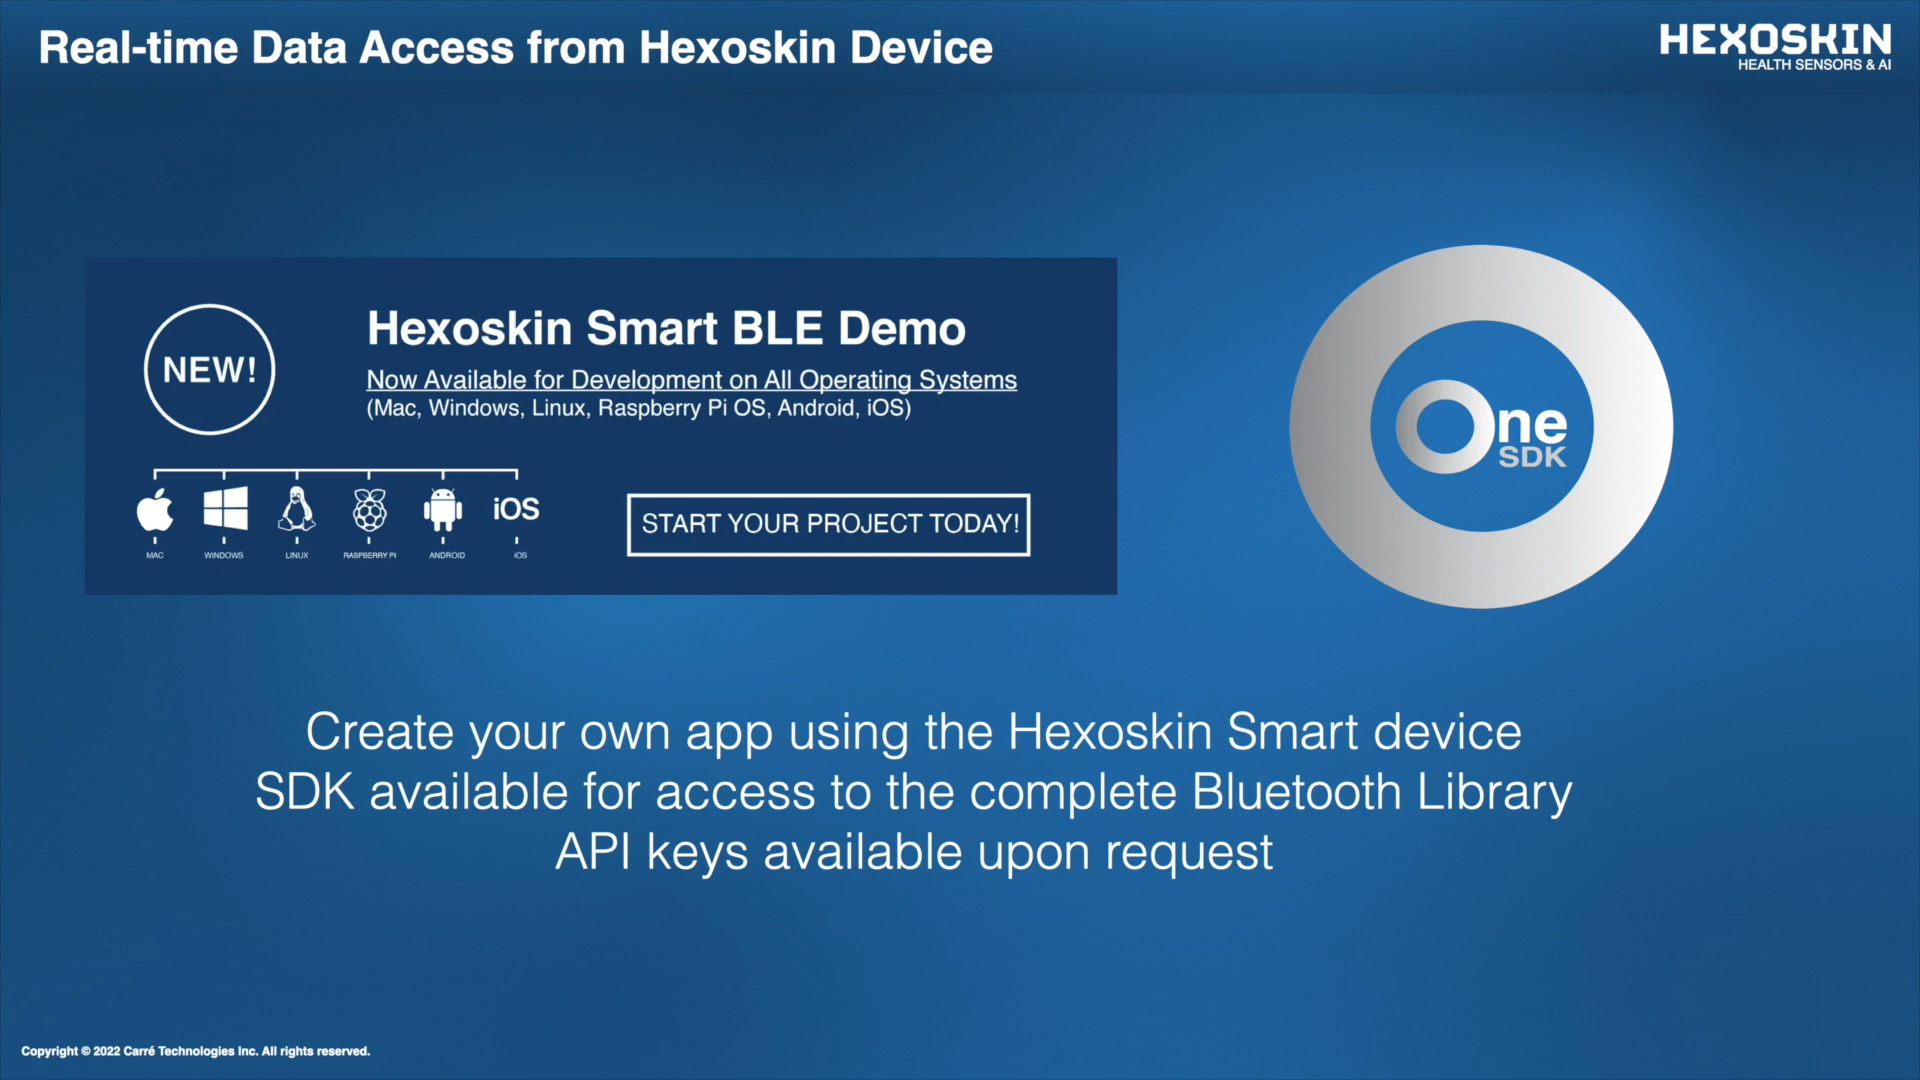 Real-time Data Access from Hexoskin Device
HEXOSKIN
HEALTH SENSORS & AI
NEW!
Hexoskin Smart BLE Demo
Now Available for Development on All Operating Systems
(Mac, Windows, Linux, Raspberry Pi OS, Android, iOS)
iOS
MAC WINDOWS LINUX RASPBERRY PI ANDROID iOS
START YOUR PROJECT TODAY!
One
SDK
Create your own app using the Hexoskin Smart device
SDK available for access to the complete Bluetooth Library
API keys available upon request
Copyright © 2022 Carré Technologies Inc. All rights reserved.